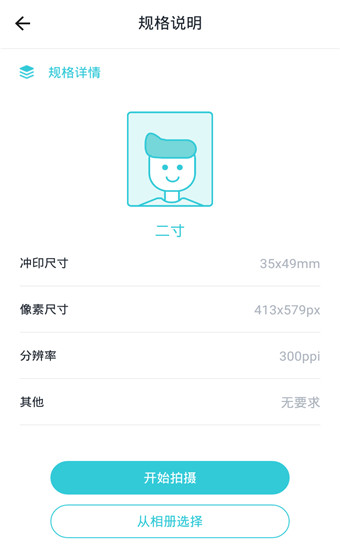 规格说明
规格详情
二寸
冲印尺寸 35x49mm
像素尺寸 413x579px
分辨率 300ppi
其他 无要求
开始拍摄
从相册选择